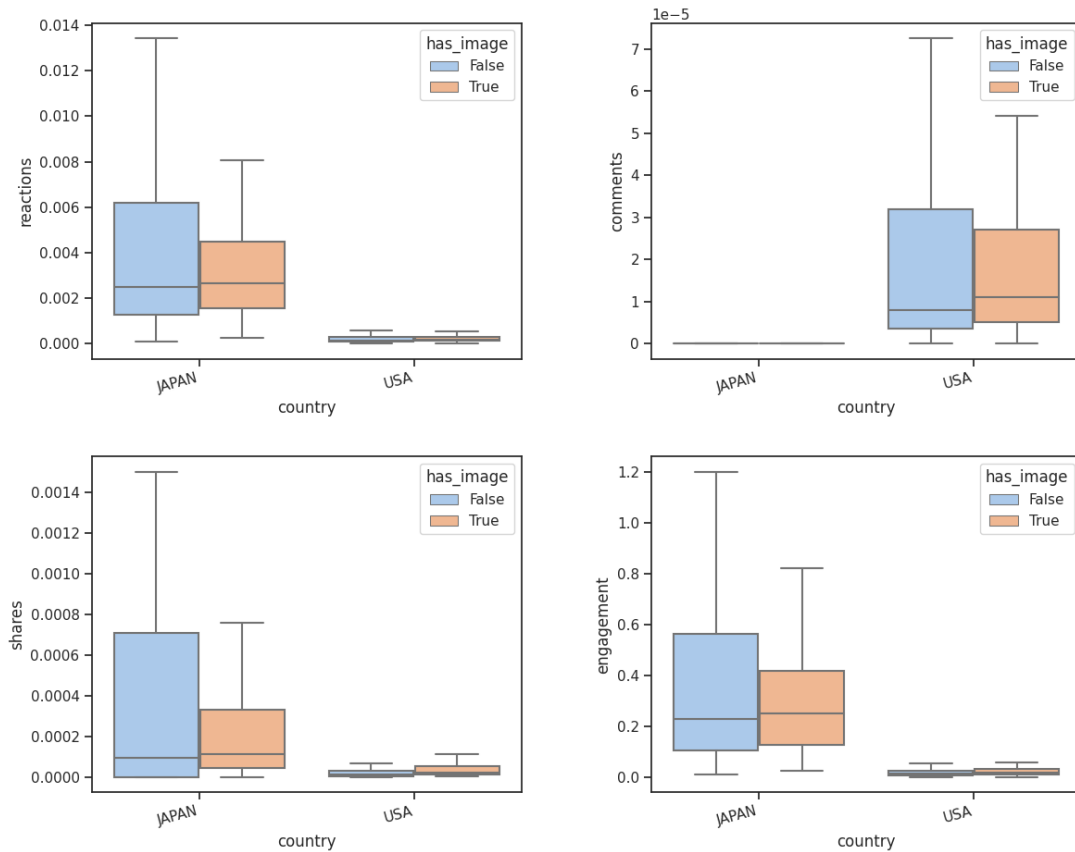 0.014
0.012
0.010
0.008
0.006
0.004
0.002
0.000
reactions
has_image
False
True
JAPAN
USA
country
1e−5
7
6
5
4
3
2
1
0
comments
has_image
False
True
JAPAN
USA
country
0.0014
0.0012
0.0010
0.0008
0.0006
0.0004
0.0002
0.0000
shares
has_image
False
True
JAPAN
USA
country
1.2
1.0
0.8
0.6
0.4
0.2
0.0
engagement
has_image
False
True
JAPAN
USA
country